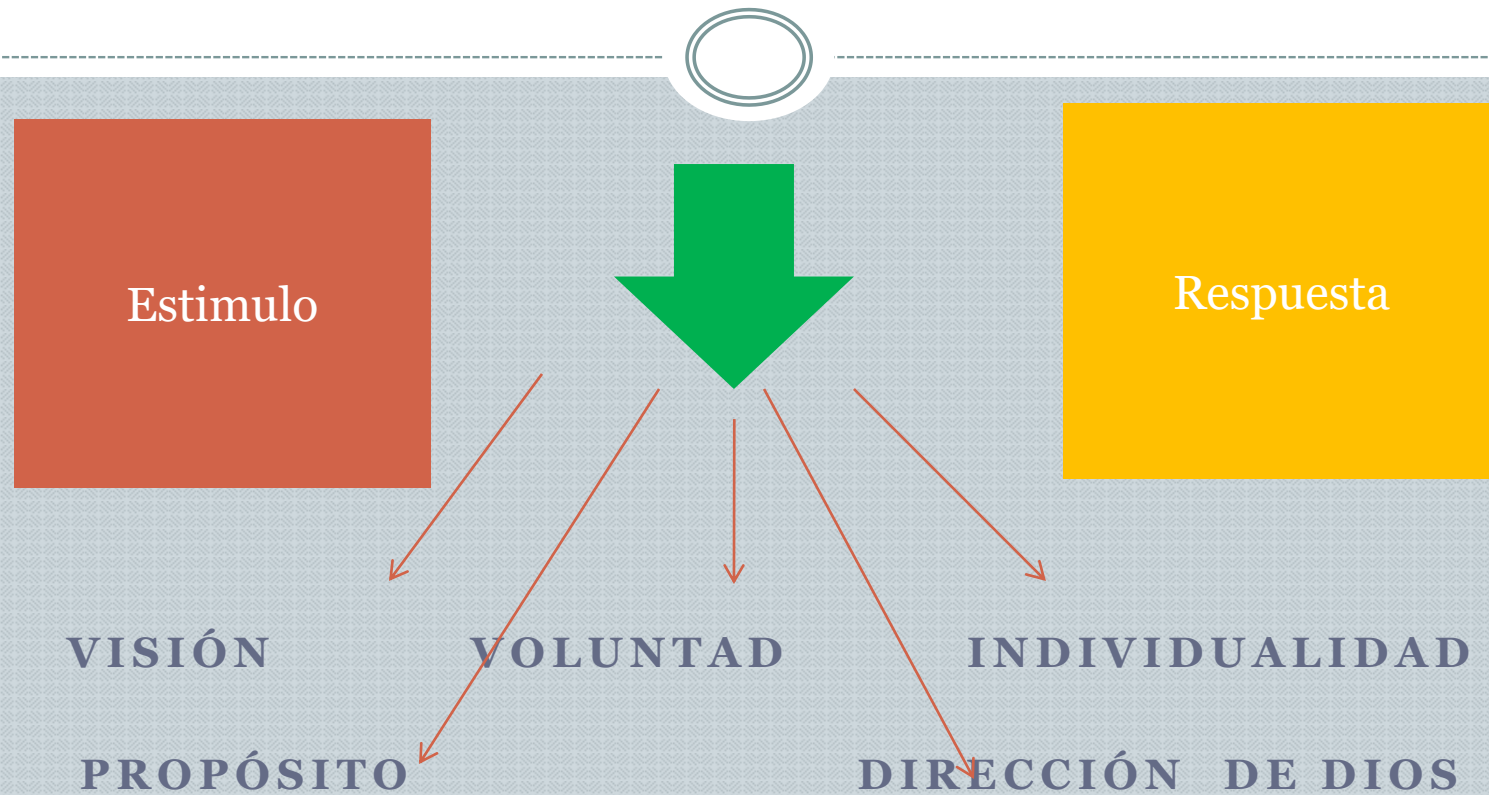 Estimulo
Respuesta
VISIÓN VOLUNTAD INDIVIDUALIDAD
PROPÓSITO DIRECCIÓN DE DIOS